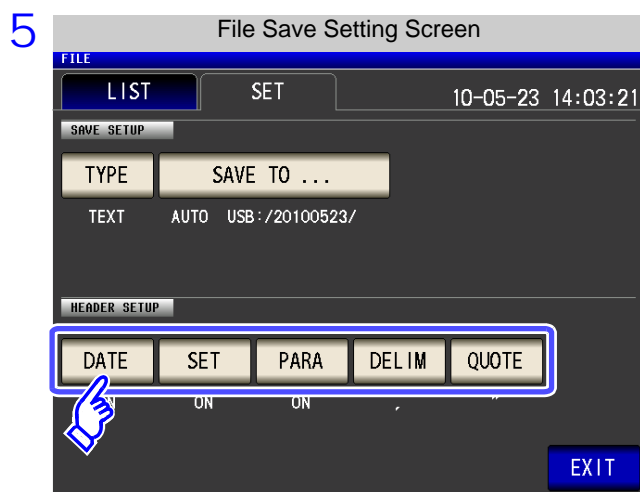 5
File Save Setting Screen
FILE
LIST SET 10-05-23 14:03:21
SAVE SETUP
TYPE SAVE TO ...
TEXT AUTO USB:/20100523/
HEADER SETUP
DATE SET PARA DELIM QUOTE
ON ON , "
EXIT